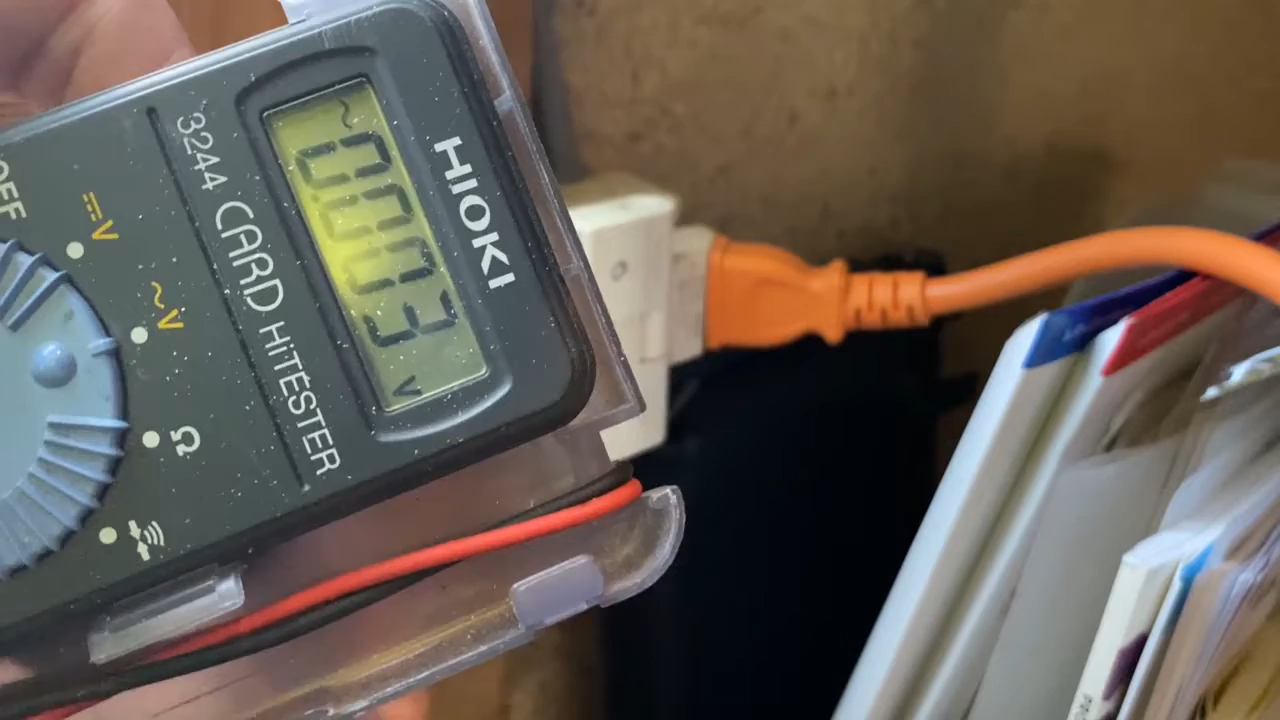 HIOKI
~ 0.003 V
3244 CARD HiTESTER
OFF
V
~V
Ω